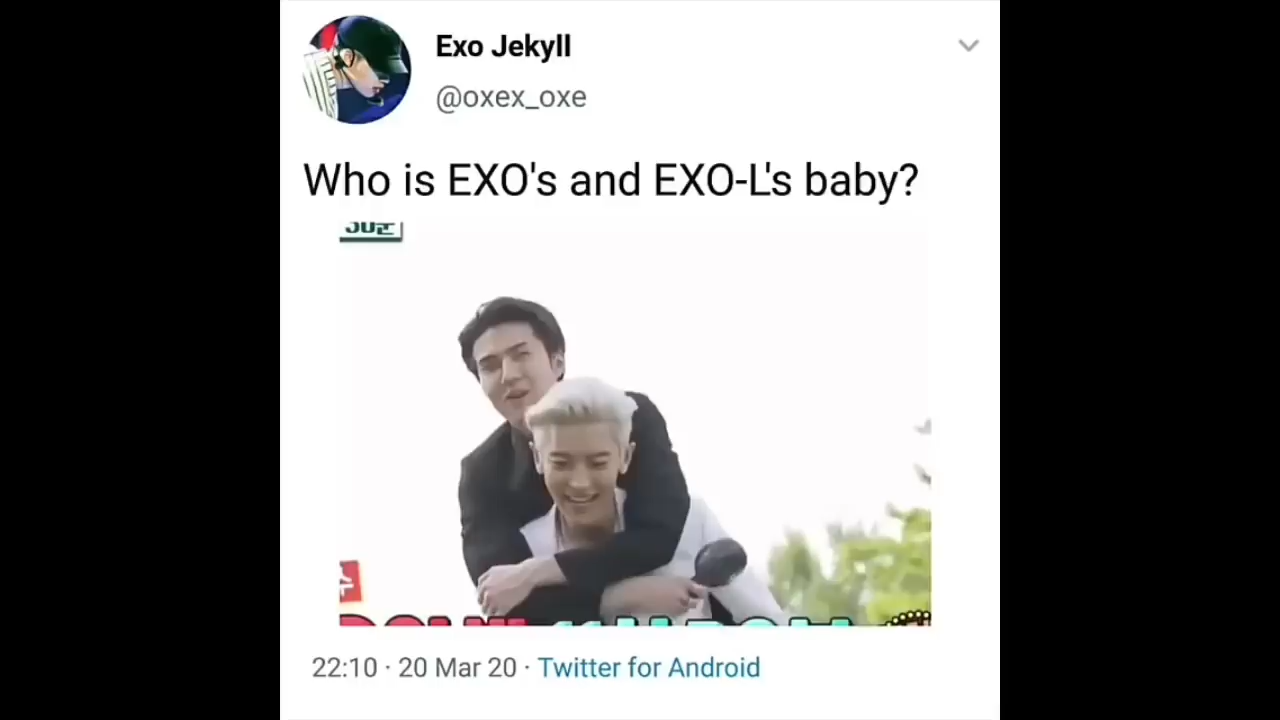 Exo Jekyll
@oxex_oxe
Who is EXO's and EXO-L's baby?
22:10 · 20 Mar 20 · Twitter for Android